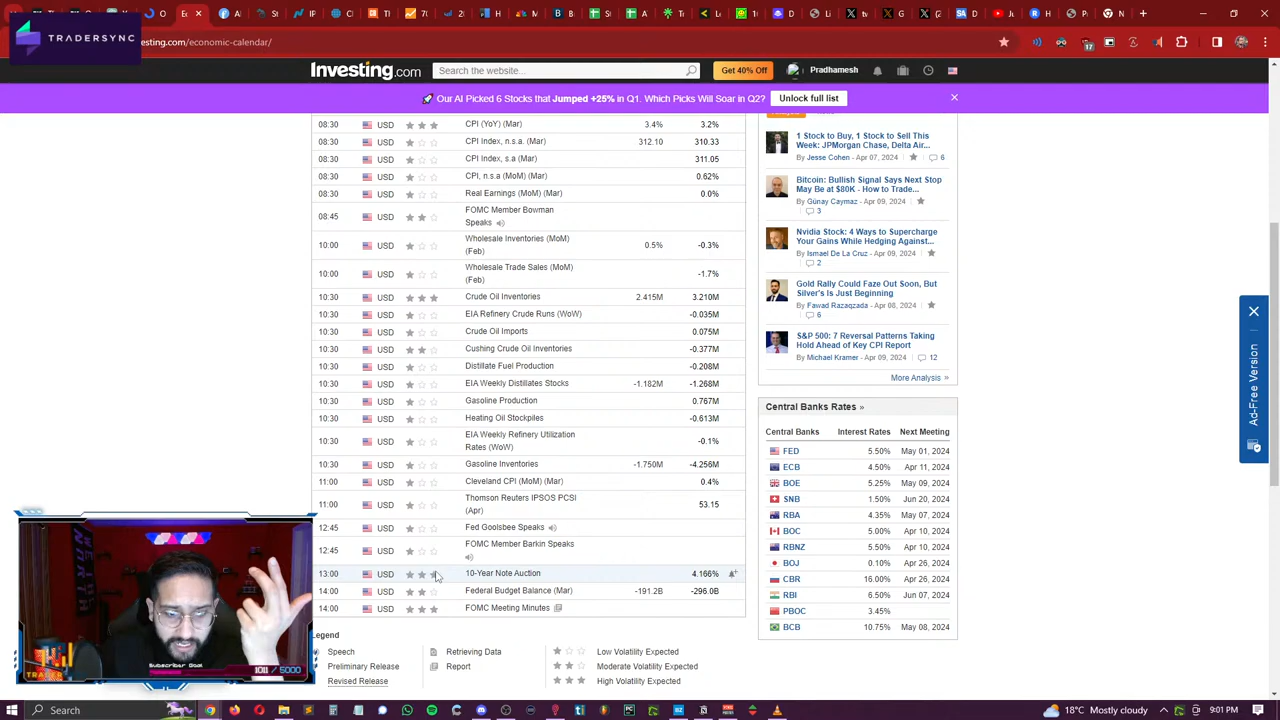 TRADERSYNC
esting.com/economic-calendar/
17
Investing.com
Search the website...
Get 40% Off
Pradhamesh
🚀 Our AI Picked 6 Stocks that Jumped +25% in Q1. Which Picks Will Soar in Q2?
Unlock full list
08:30 USD CPI (YoY) (Mar) 3.4% 3.2%
08:30 USD CPI Index, n.s.a. (Mar) 312.10 310.33
08:30 USD CPI Index, s.a (Mar) 311.05
08:30 USD CPI, n.s.a (MoM) (Mar) 0.62%
08:30 USD Real Earnings (MoM) (Mar) 0.0%
08:45 USD FOMC Member Bowman
Speaks
10:00 USD Wholesale Inventories (MoM) 0.5% -0.3%
(Feb)
10:00 USD Wholesale Trade Sales (MoM) -1.7%
(Feb)
10:30 USD Crude Oil Inventories 2.415M 3.210M
10:30 USD EIA Refinery Crude Runs (WoW) -0.035M
10:30 USD Crude Oil Imports 0.075M
10:30 USD Cushing Crude Oil Inventories -0.377M
10:30 USD Distillate Fuel Production -0.208M
10:30 USD EIA Weekly Distillates Stocks -1.182M -1.268M
10:30 USD Gasoline Production 0.767M
10:30 USD Heating Oil Stockpiles -0.613M
10:30 USD EIA Weekly Refinery Utilization -0.1%
Rates (WoW)
10:30 USD Gasoline Inventories -1.750M -4.256M
11:00 USD Cleveland CPI (MoM) (Mar) 0.4%
11:00 USD Thomson Reuters IPSOS PCSI 53.15
(Apr)
12:45 USD Fed Goolsbee Speaks
12:45 USD FOMC Member Barkin Speaks
13:00 USD 10-Year Note Auction 4.166%
14:00 USD Federal Budget Balance (Mar) -191.2B -296.0B
14:00 USD FOMC Meeting Minutes
egend
Speech
Retrieving Data
Low Volatility Expected
Preliminary Release
Report
Moderate Volatility Expected
Revised Release
High Volatility Expected
1 Stock to Buy, 1 Stock to Sell This
Week: JPMorgan Chase, Delta Air...
By Jesse Cohen - Apr 07, 2024 6
Bitcoin: Bullish Signal Says Next Stop
May Be at $80K - How to Trade...
By Günay Caymaz - Apr 09, 2024
3
Nvidia Stock: 4 Ways to Supercharge
Your Gains While Hedging Against...
By Ismael De La Cruz - Apr 09, 2024
2
Gold Rally Could Faze Out Soon, But
Silver's Is Just Beginning
By Fawad Razaqzada - Apr 08, 2024
6
S&P 500: 7 Reversal Patterns Taking
Hold Ahead of Key CPI Report
By Michael Kramer - Apr 09, 2024 12
More Analysis »
Central Banks Rates »
Central Banks Interest Rates Next Meeting
FED 5.50% May 01, 2024
ECB 4.50% Apr 11, 2024
BOE 5.25% May 09, 2024
SNB 1.50% Jun 20, 2024
RBA 4.35% May 07, 2024
BOC 5.00% Apr 10, 2024
RBNZ 5.50% Apr 10, 2024
BOJ 0.10% Apr 26, 2024
CBR 16.00% Apr 26, 2024
RBI 6.50% Jun 07, 2024
PBOC 3.45%
BCB 10.75% May 08, 2024
Ad-Free Version
TRADER
Subscriber Goal
1011 / 5000
Search
18°C Mostly cloudy
9:01 PM